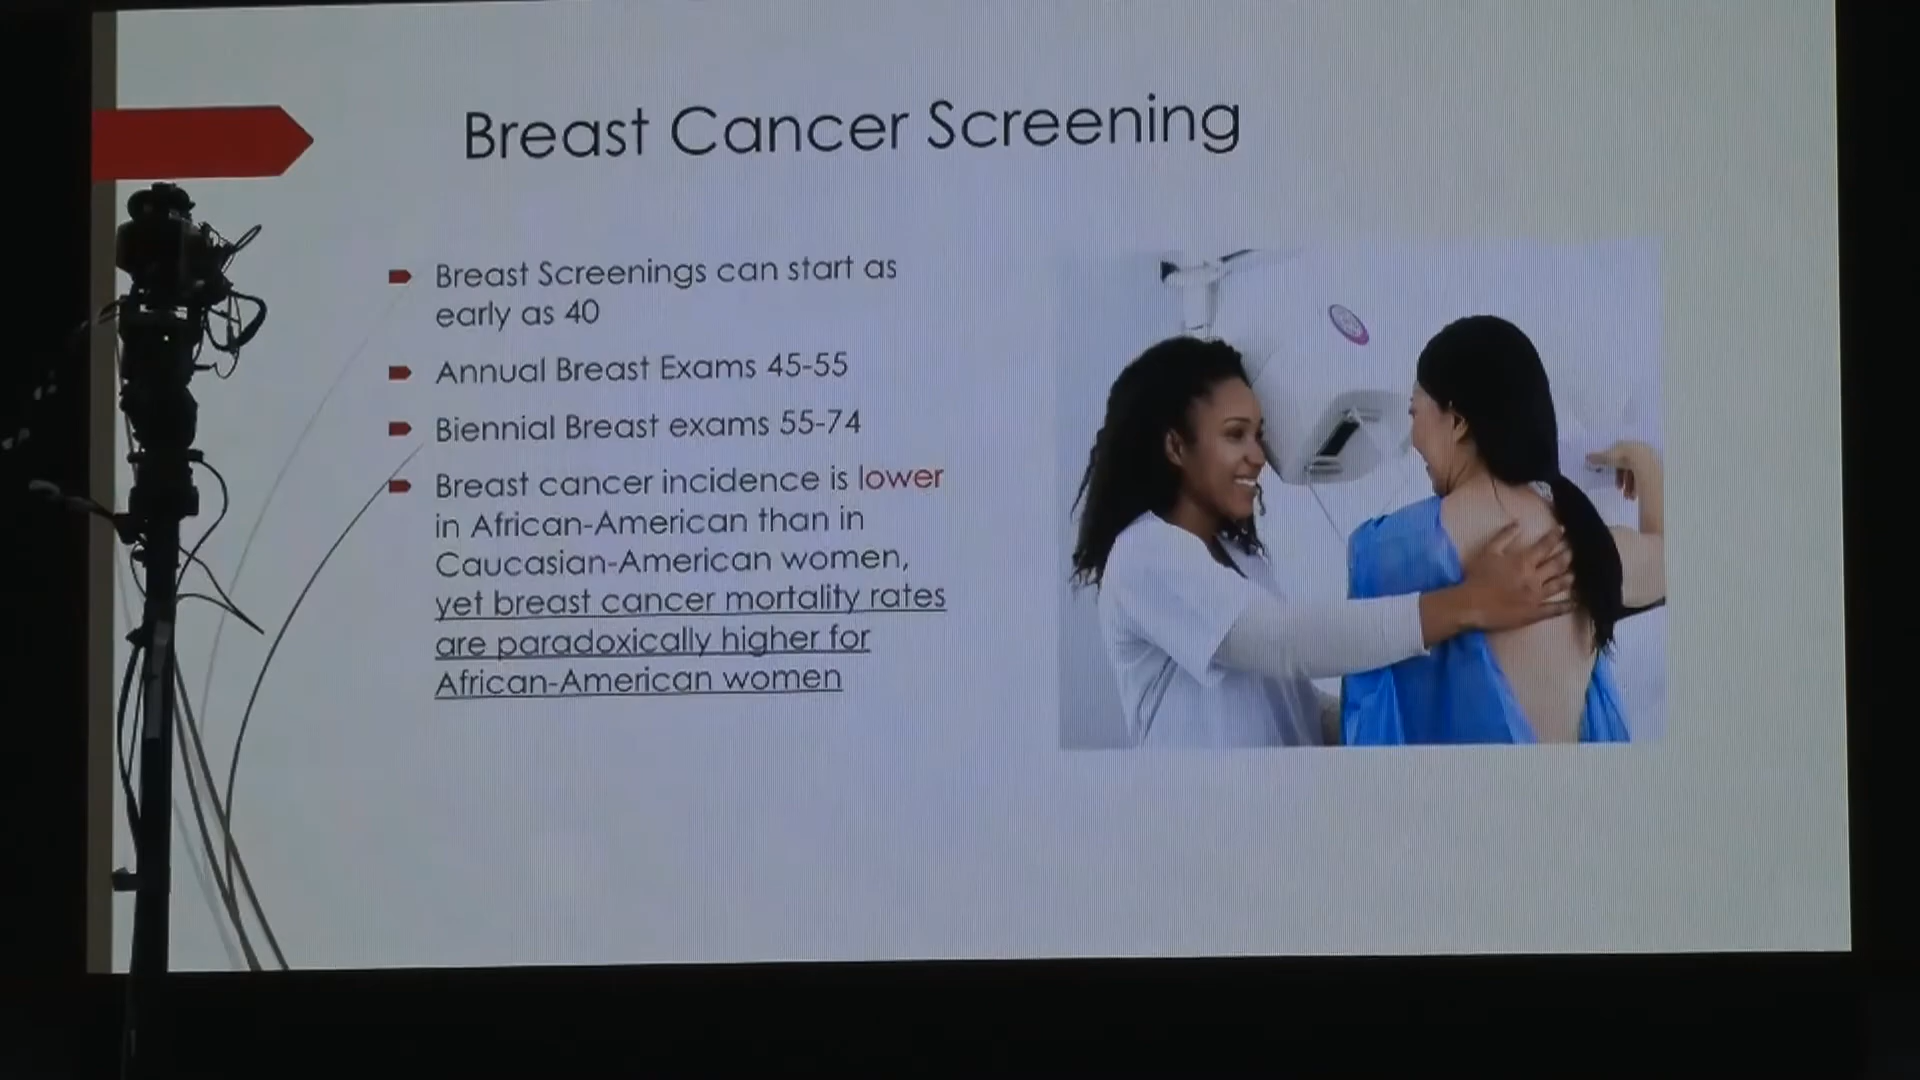 Breast Cancer Screening
Breast Screenings can start as
early as 40
Annual Breast Exams 45-55
Biennial Breast exams 55-74
Breast cancer incidence is lower
in African-American than in
Caucasian-American women,
yet breast cancer mortality rates
are paradoxically higher for
African-American women